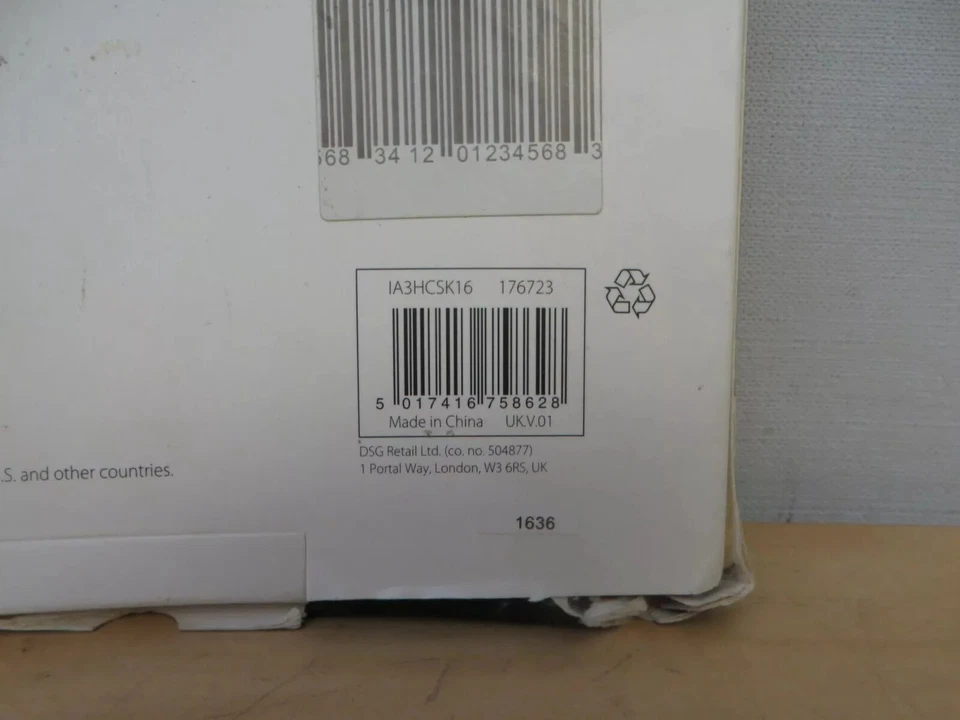 568 34 12 01234568 3
IA3HCSK16 176723
5 017416 758628
Made in China UK.V.01
DSG Retail Ltd. (co. no. 504877)
1 Portal Way, London, W3 6RS, UK
.S. and other countries.
1636